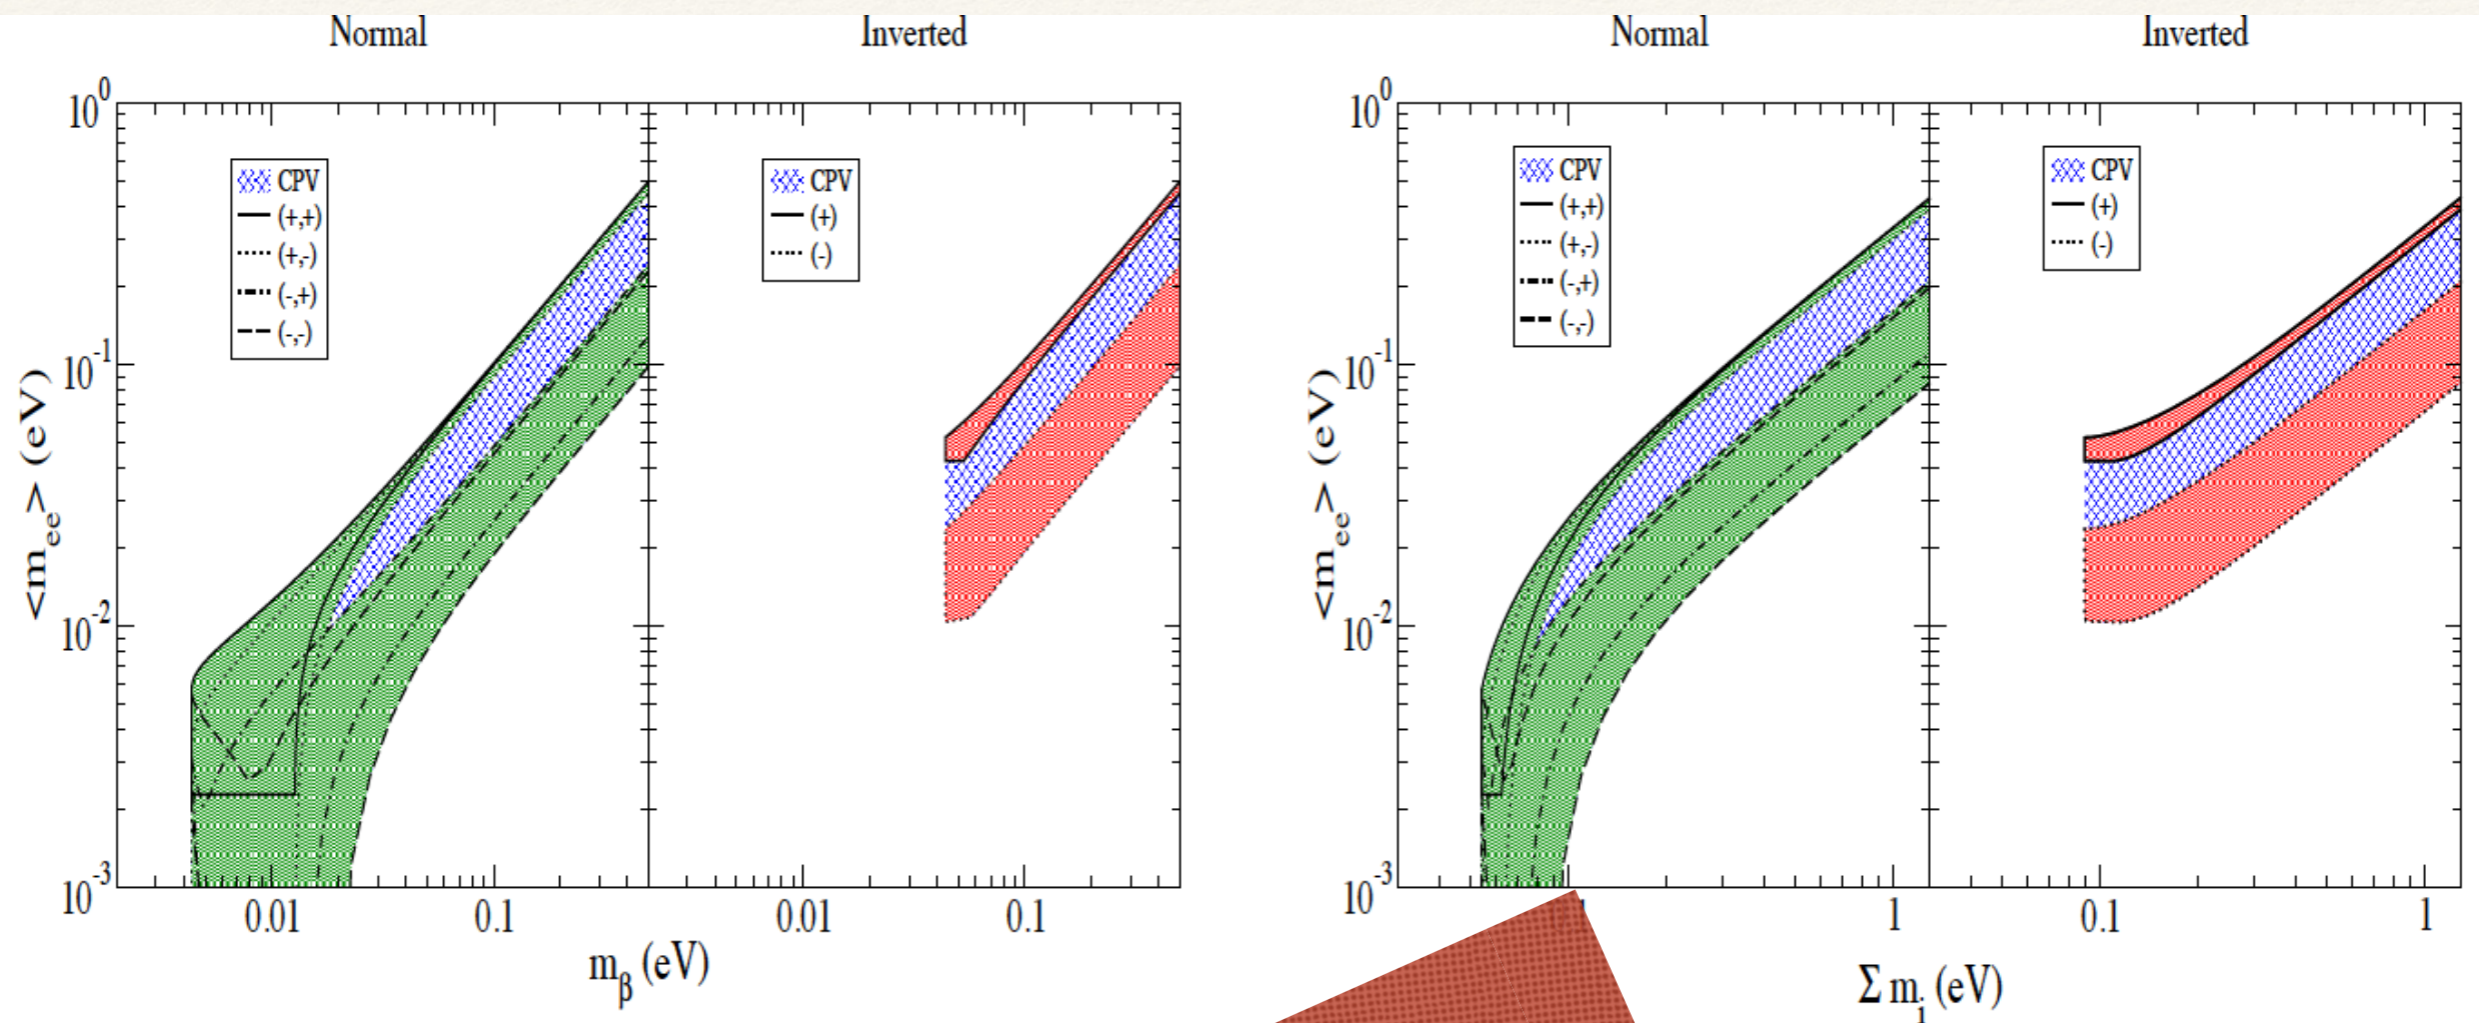 Normal Inverted Normal Inverted
10^0
CPV
(+,+)
(+,-)
(-,+)
(-,-)
CPV
(+)
(-)
10^-1
10^-2
10^-3
<m_ee> (eV)
0.01 0.1 0.01 0.1
m_β (eV)
10^0
CPV
(+,+)
(+,-)
(-,+)
(-,-)
CPV
(+)
(-)
10^-1
10^-2
10^-3
<m_ee> (eV)
1 0.1 1
Σ m_i (eV)